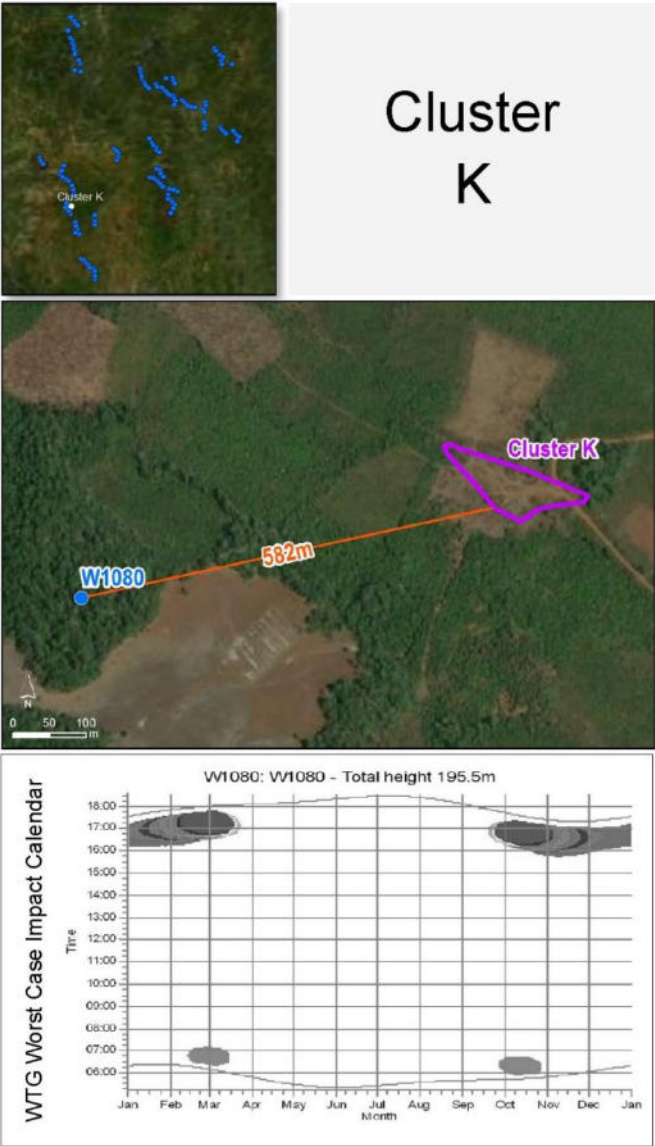 Cluster K
Cluster
K
Cluster K
582m
W1080
N
0 50 100
m
WTG Worst Case Impact Calendar
W1080: W1080 - Total height 195.5m
Time
18:00
17:00
16:00
15:00
14:00
13:00
12:00
11:00
10:00
09:00
08:00
07:00
06:00
Jan Feb Mar Apr May Jun Jul Aug Sep Oct Nov Dec Jan
Month